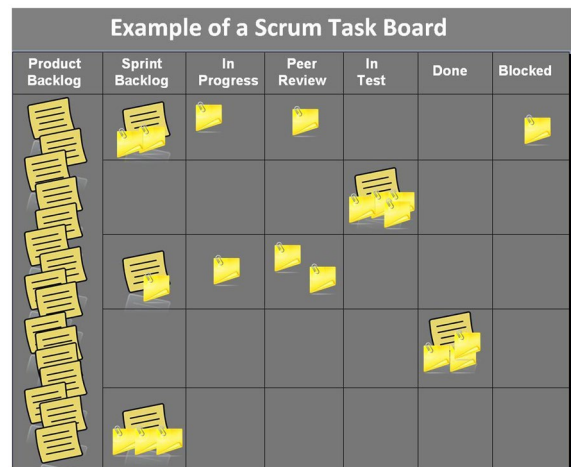 Example of a Scrum Task Board
Product Backlog
Sprint Backlog
In Progress
Peer Review
In Test
Done
Blocked